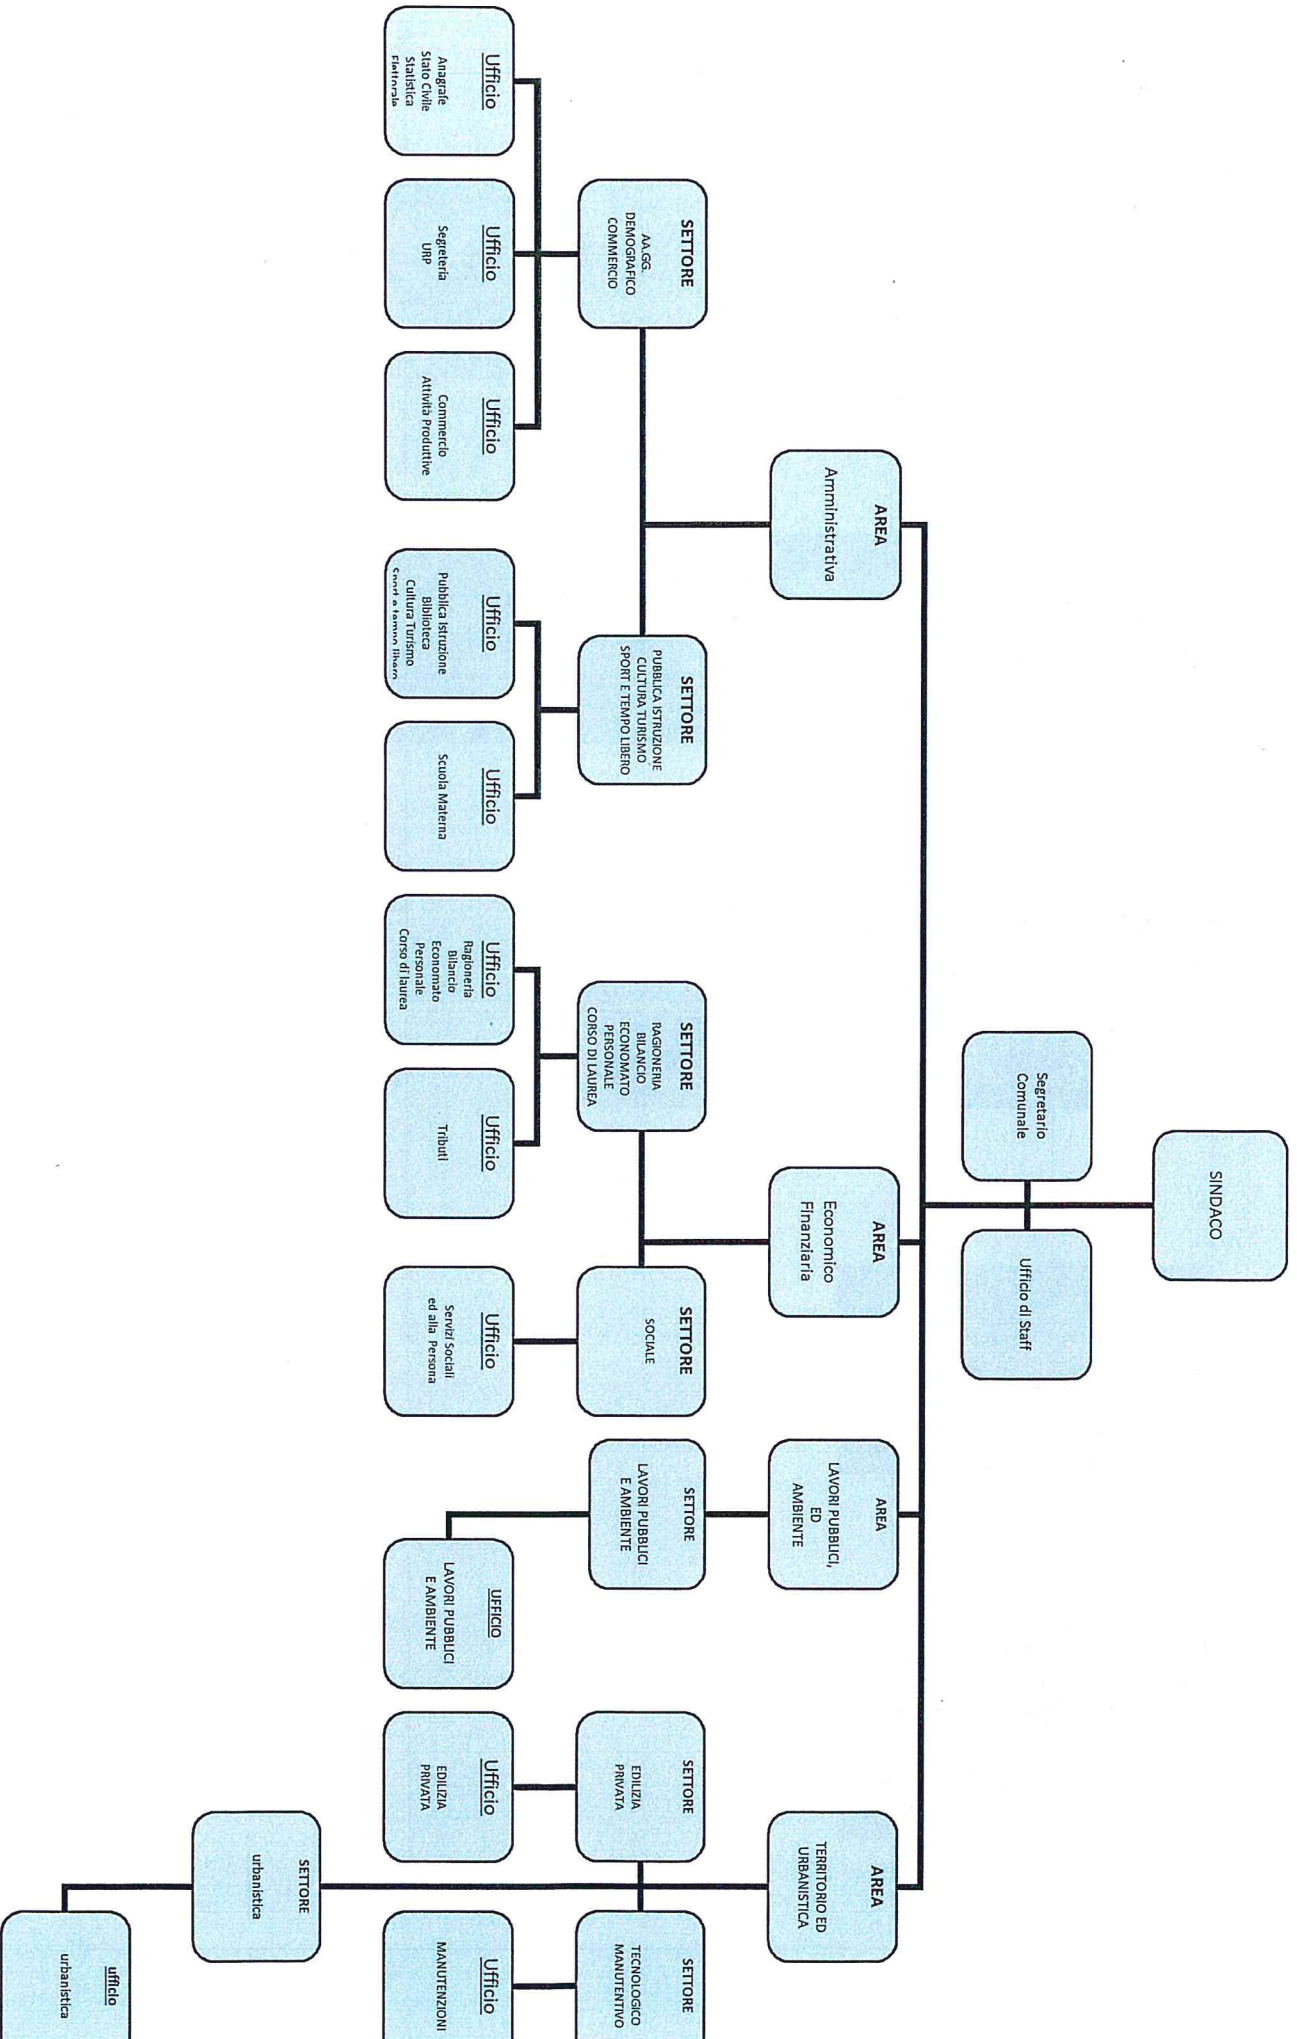 SINDACO
Segretario
Comunale
Ufficio di Staff
AREA
Amministrativa
AREA
Economico
Finanziaria
AREA
LAVORI PUBBLICI,
ED
AMBIENTE
AREA
TERRITORIO ED
URBANISTICA
SETTORE
AA.GG.
DEMOGRAFICO
COMMERCIO
SETTORE
PUBBLICA ISTRUZIONE
CULTURA TURISMO
SPORT E TEMPO LIBERO
SETTORE
RAGIONERIA
BILANCIO
ECONOMATO
PERSONALE
CORSO DI LAUREA
SETTORE
SOCIALE
SETTORE
LAVORI PUBBLICI
E AMBIENTE
SETTORE
EDILIZIA
PRIVATA
SETTORE
TECNOLOGICO
MANUTENTIVO
Ufficio
Anagrafe
Stato Civile
Statistica
Elettorale
Ufficio
Segreteria
URP
Ufficio
Commercio
Attività Produttive
Ufficio
Pubblica Istruzione
Biblioteca
Cultura Turismo
Sport e tempo libero
Ufficio
Scuola Materna
Ufficio
Ragioneria
Bilancio
Economato
Personale
Corso di laurea
Ufficio
Tributi
Ufficio
Servizi Sociali
ed alla Persona
UFFICIO
LAVORI PUBBLICI
E AMBIENTE
Ufficio
EDILIZIA
PRIVATA
Ufficio
MANUTENZIONI
SETTORE
urbanistica
ufficio
urbanistica